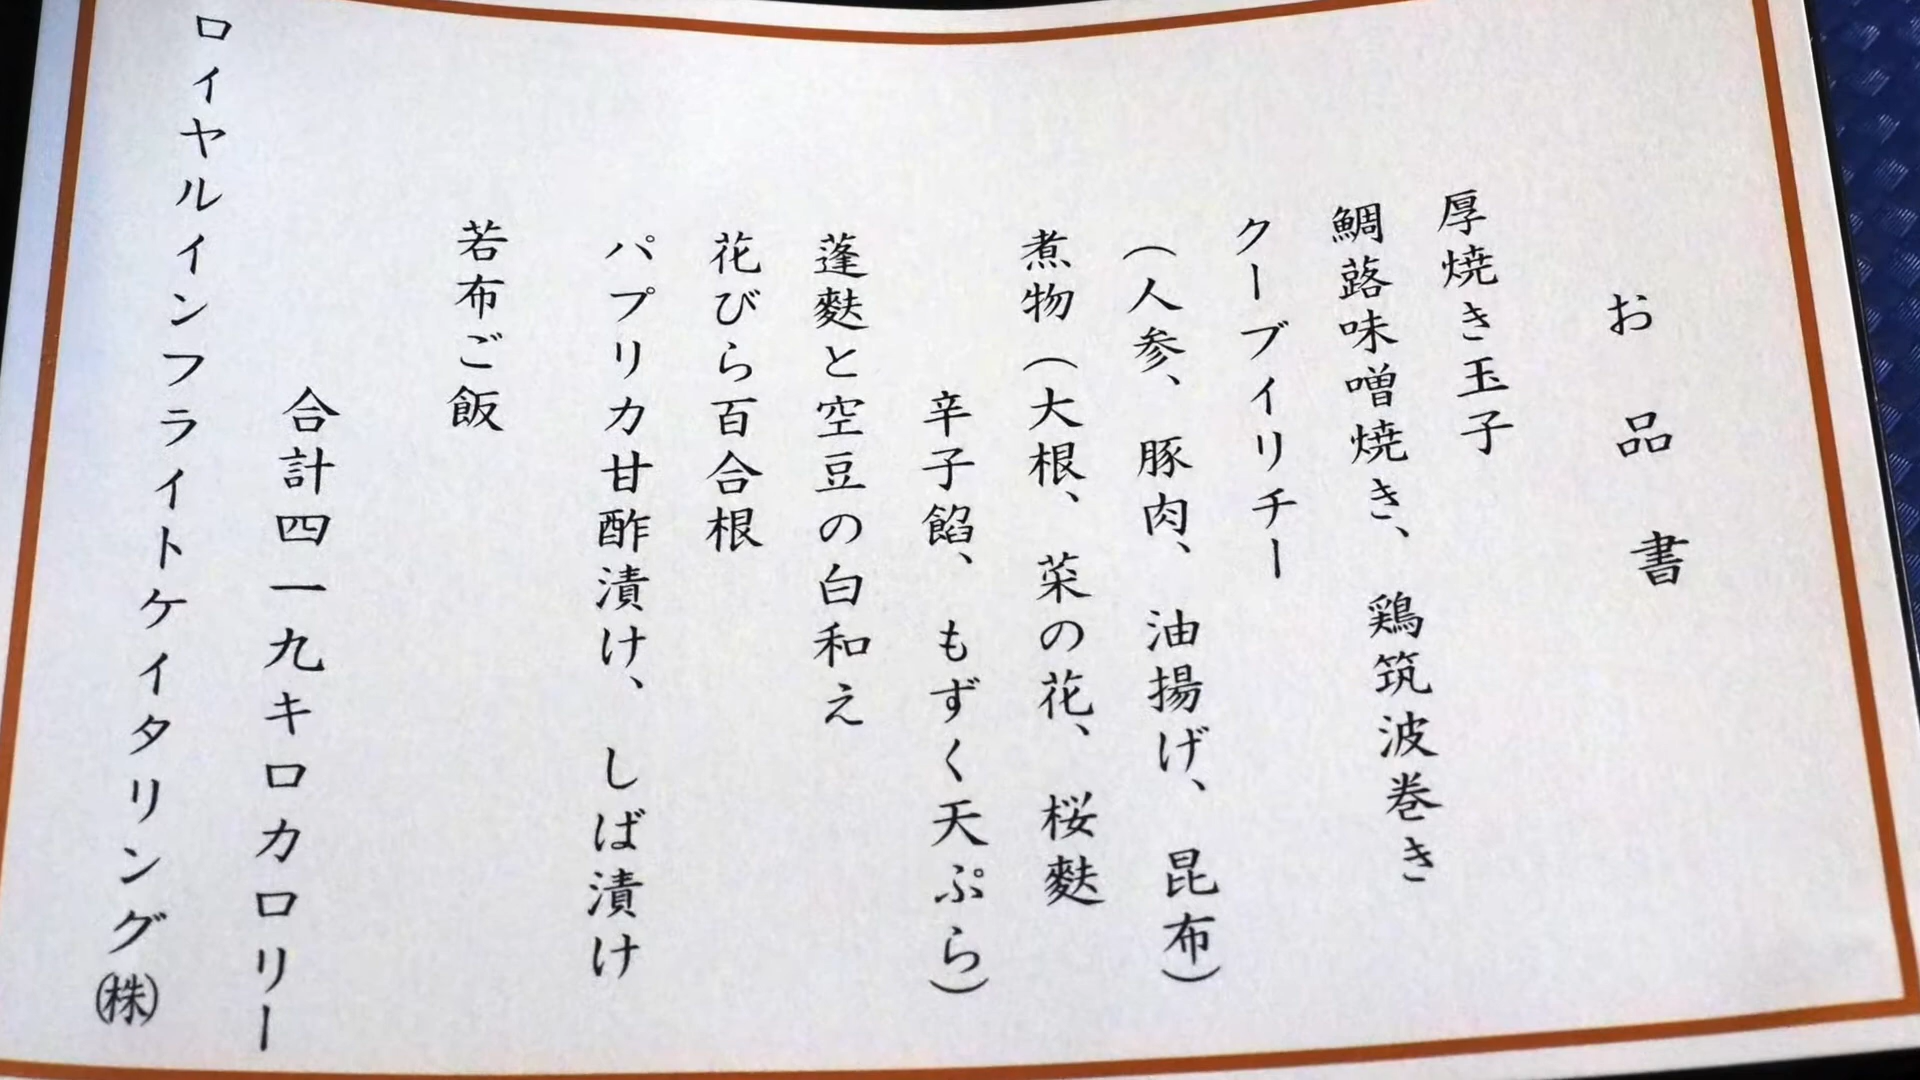 お品書
厚焼き玉子
鯛蕗味噌焼き、鶏筑波巻き
クーブイリチー
（人参、豚肉、油揚げ、昆布）
煮物（大根、菜の花、桜麩
辛子餡、もずく天ぷら）
蓬麩と空豆の白和え
花びら百合根
パプリカ甘酢漬け、しば漬け
若布ご飯
合計四一九キロカロリー
ロイヤルインフライトケイタリング㈱